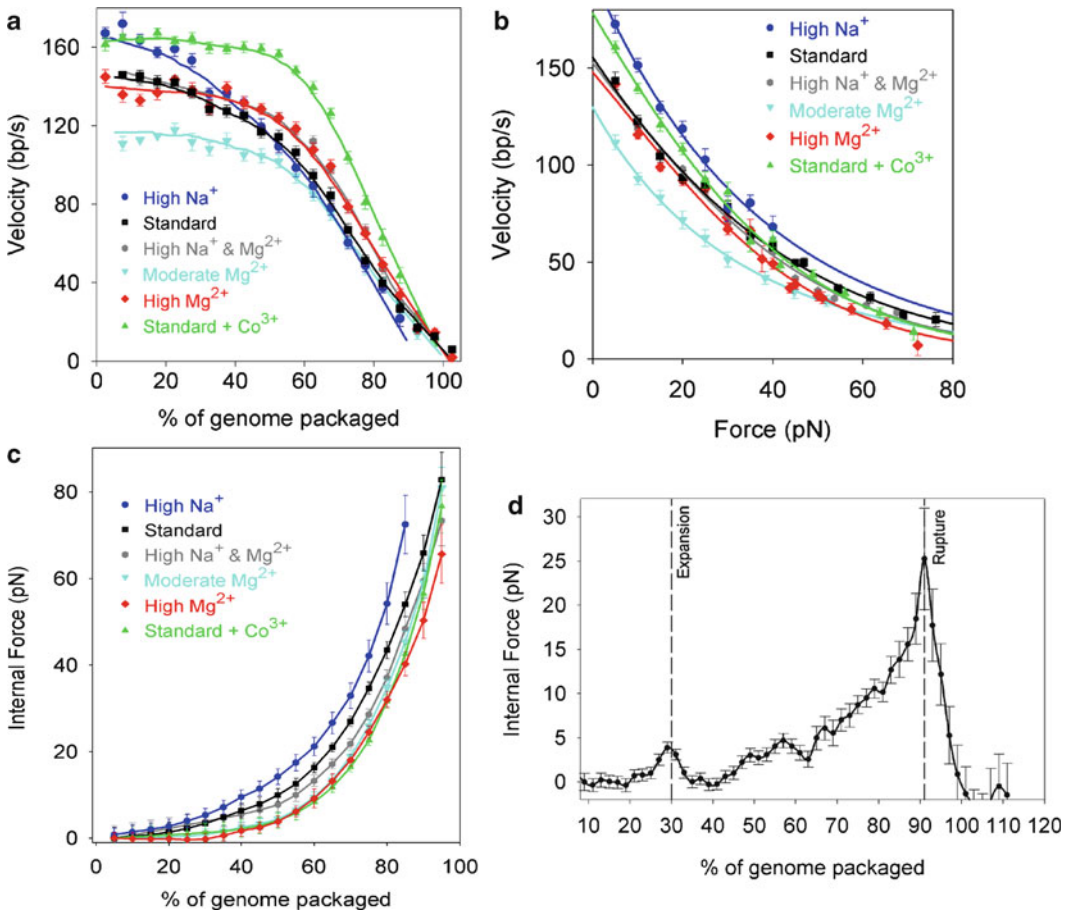 a
Velocity (bp/s)
160
120
80
40
0
0 20 40 60 80 100
% of genome packaged
High Na⁺
Standard
High Na⁺ & Mg²⁺
Moderate Mg²⁺
High Mg²⁺
Standard + Co³⁺
b
Velocity (bp/s)
150
100
50
0
0 20 40 60 80
Force (pN)
High Na⁺
Standard
High Na⁺ & Mg²⁺
Moderate Mg²⁺
High Mg²⁺
Standard + Co³⁺
c
Internal Force (pN)
80
60
40
20
0
0 20 40 60 80 100
% of genome packaged
High Na⁺
Standard
High Na⁺ & Mg²⁺
Moderate Mg²⁺
High Mg²⁺
Standard + Co³⁺
d
Internal Force (pN)
30
25
20
15
10
5
0
10 20 30 40 50 60 70 80 90 100 110 120
% of genome packaged
Expansion
Rupture